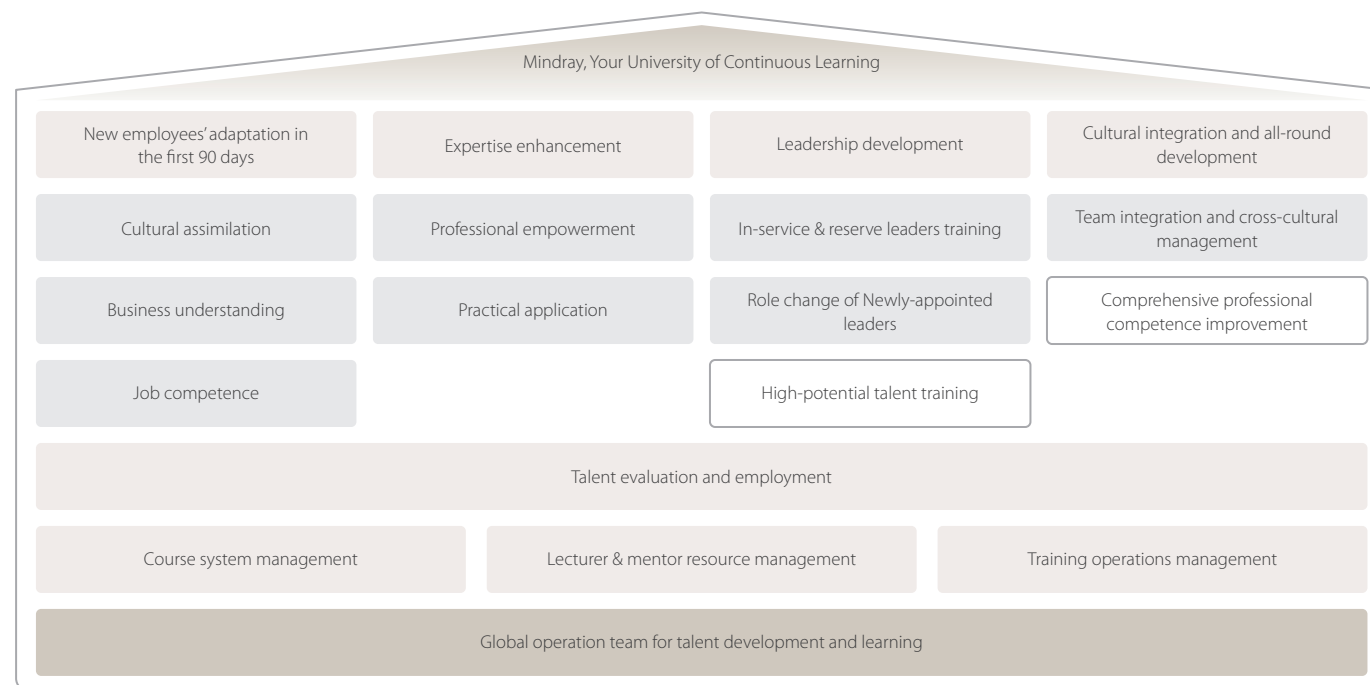 Mindray, Your University of Continuous Learning
New employees' adaptation in
the first 90 days
Expertise enhancement
Leadership development
Cultural integration and all-round
development
Cultural assimilation
Professional empowerment
In-service & reserve leaders training
Team integration and cross-cultural
management
Business understanding
Practical application
Role change of Newly-appointed
leaders
Comprehensive professional
competence improvement
Job competence
High-potential talent training
Talent evaluation and employment
Course system management
Lecturer & mentor resource management
Training operations management
Global operation team for talent development and learning